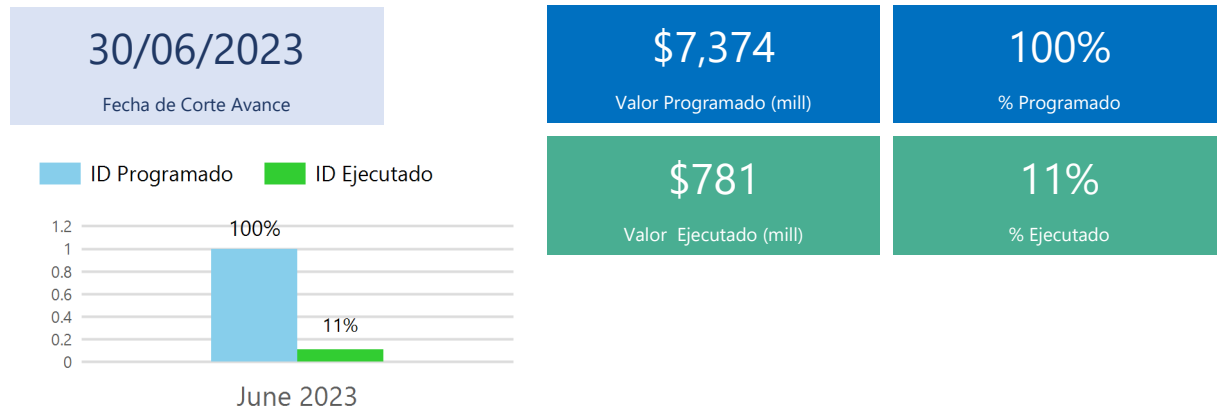 30/06/2023
Fecha de Corte Avance
$7,374
Valor Programado (mill)
100%
% Programado
$781
Valor  Ejecutado (mill)
11%
% Ejecutado
ID Programado
ID Ejecutado
1.2
1
0.8
0.6
0.4
0.2
0
100%
11%
June 2023